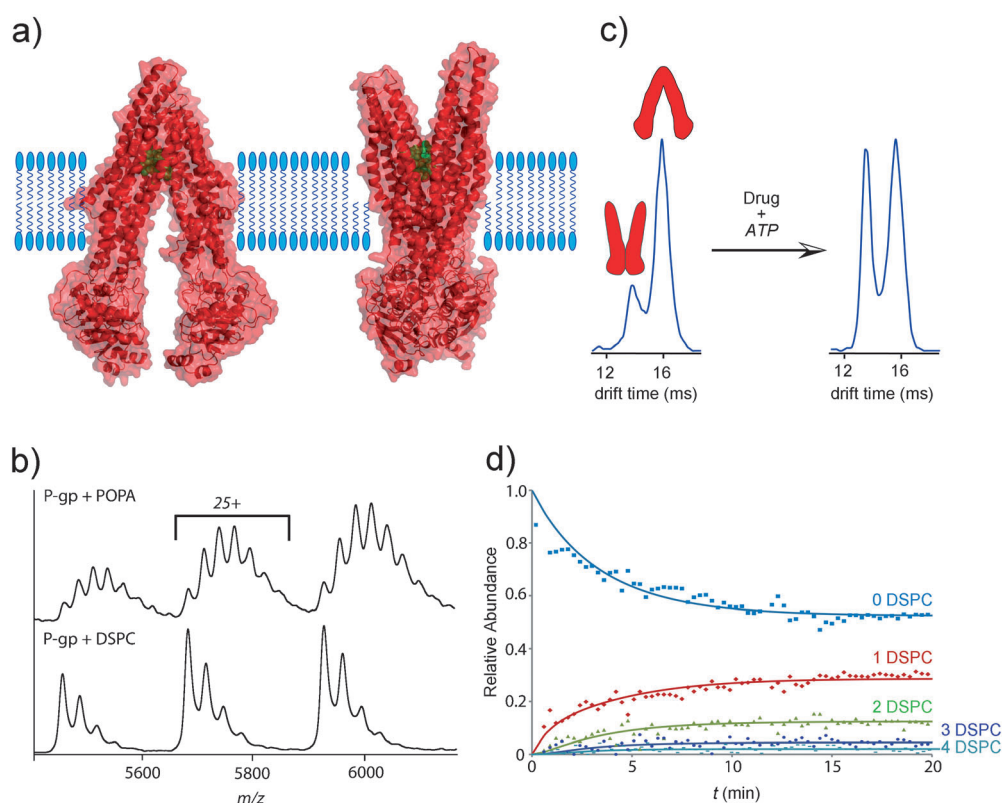 a)
c)
Drug
+
ATP
12
16
drift time (ms)
12
16
drift time (ms)
b)
P-gp + POPA
25+
P-gp + DSPC
5600
5800
6000
m/z
d)
1.0
0.8
0.6
0.4
0.2
0
Relative Abundance
0 DSPC
1 DSPC
2 DSPC
3 DSPC
4 DSPC
0
5
10
15
20
t (min)